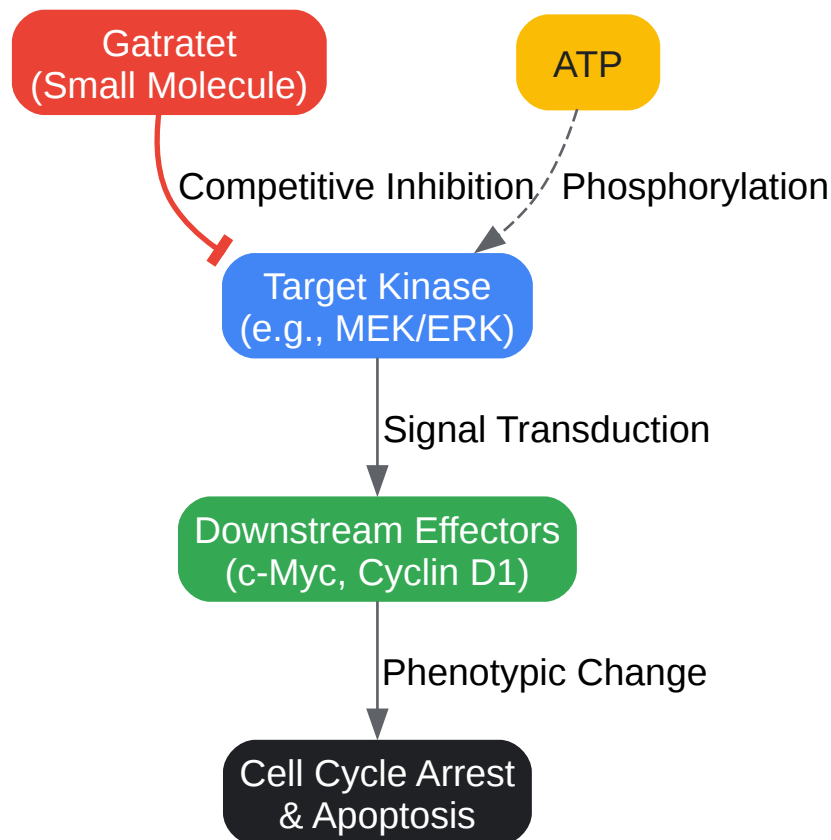 Gatratet
(Small Molecule)
ATP
Competitive Inhibition
Phosphorylation
Target Kinase
(e.g., MEK/ERK)
Signal Transduction
Downstream Effectors
(c-Myc, Cyclin D1)
Phenotypic Change
Cell Cycle Arrest
& Apoptosis